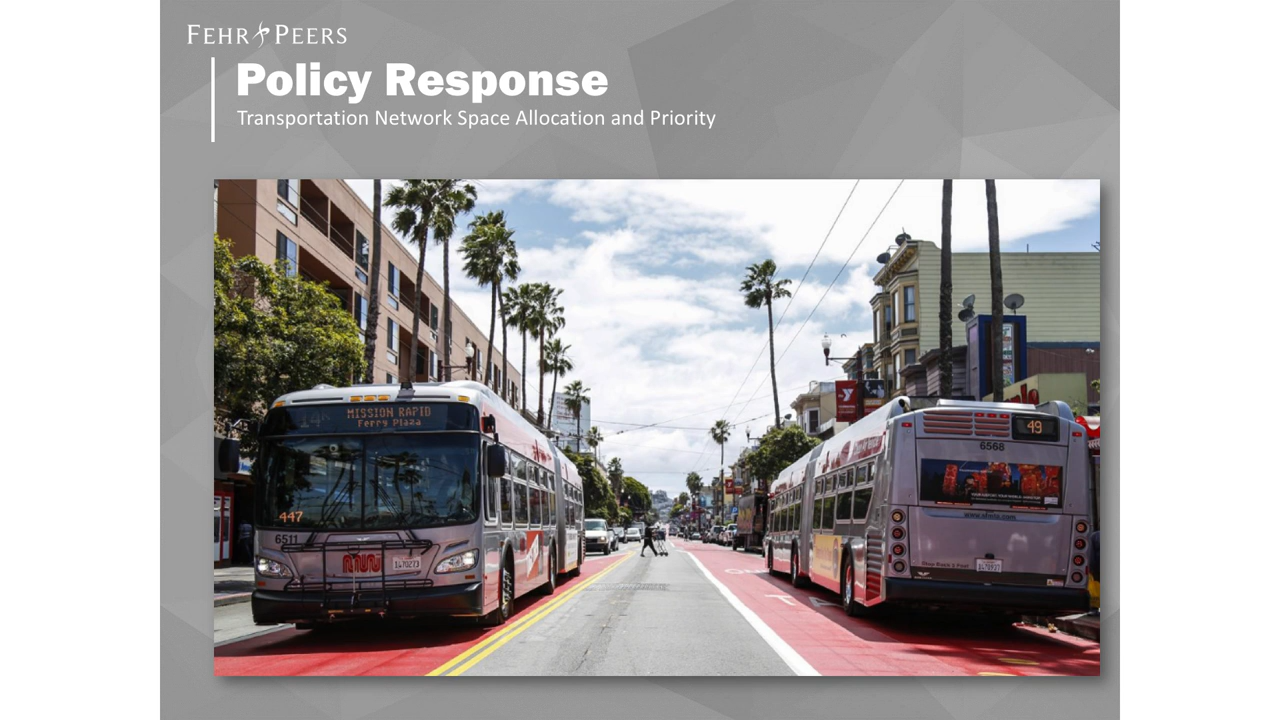 FEHR PEERS
Policy Response
Transportation Network Space Allocation and Priority
14R MISSION RAPID
Ferry Plaza
49
6568
447
6511
www.sfmta.com